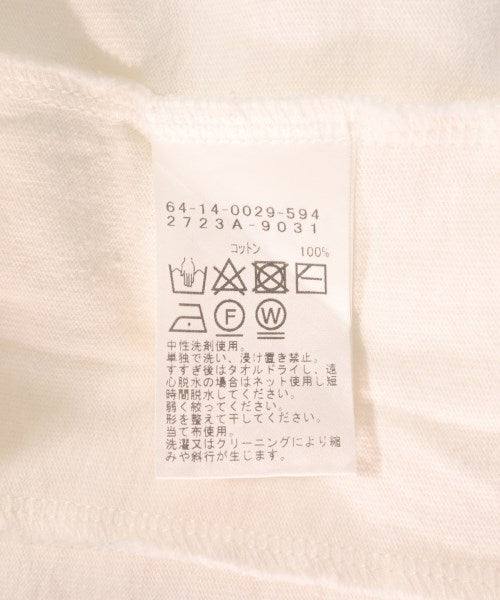 64-14-0029-594
2723A-9031
コットン 100%
F W
中性洗剤使用。
単独で洗い、浸け置き禁止。
すすぎ後はタオルドライし、遠
心脱水の場合はネット使用し短
時間脱水してください。
弱く絞ってください。
形を整えて干してください。
当て布使用。
洗濯又はクリーニングにより縮
みや斜行が生じます。